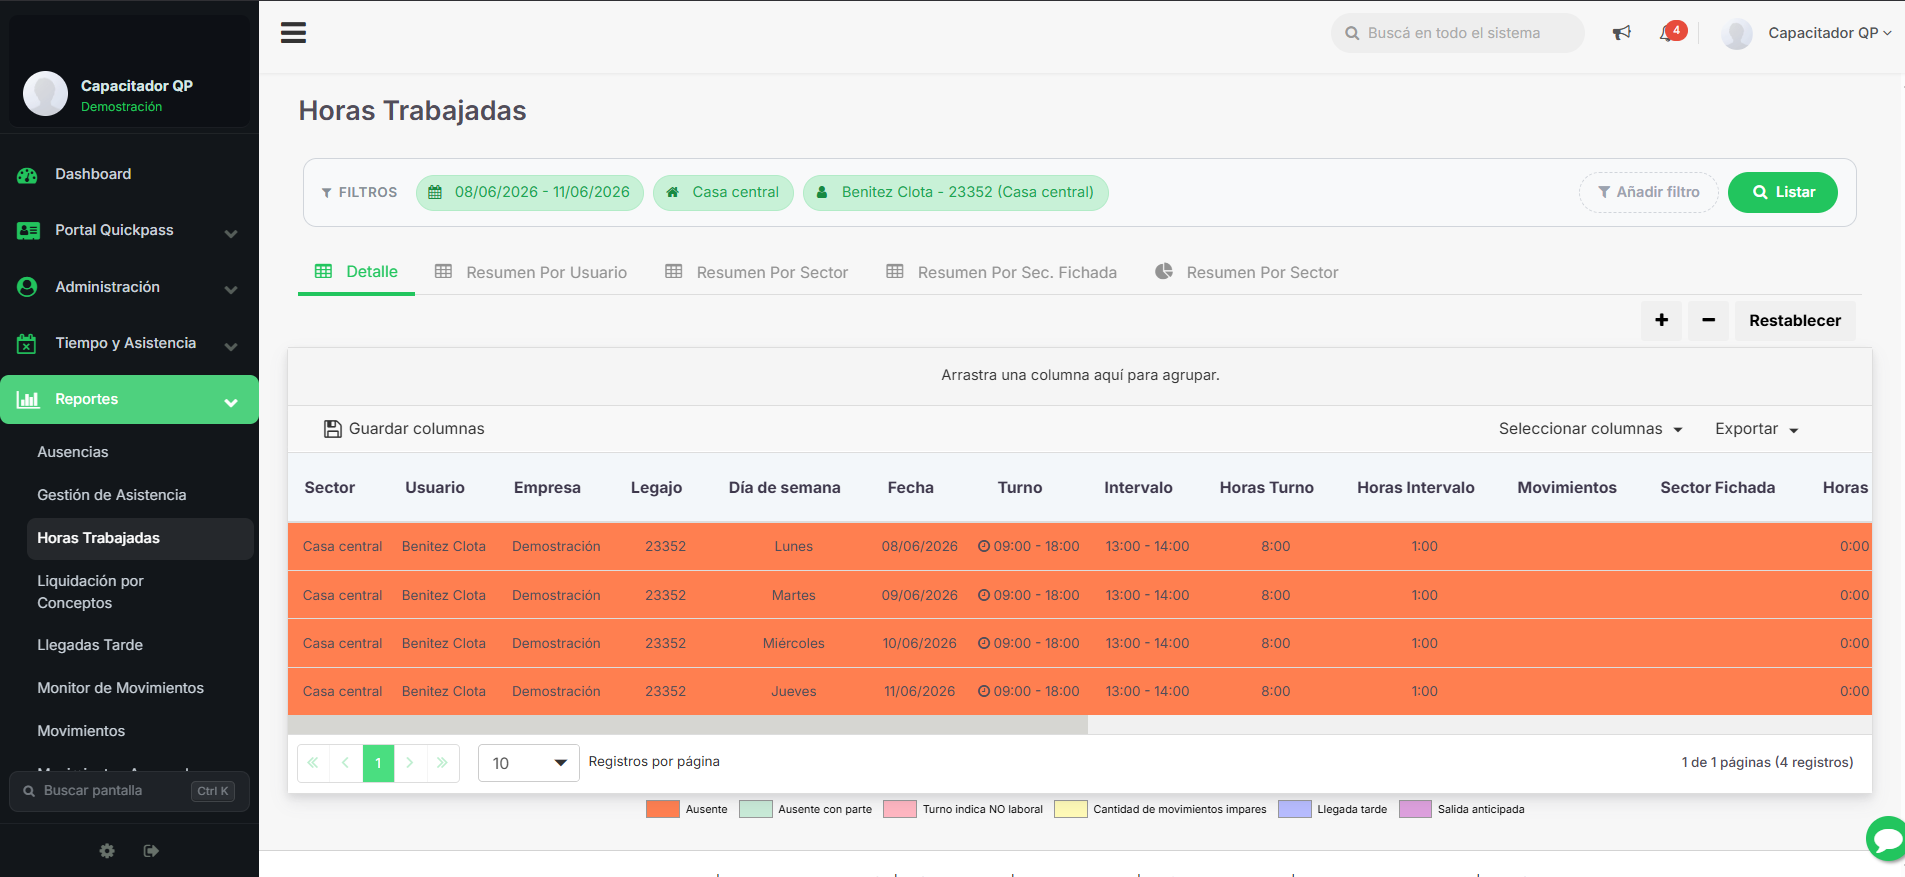 Buscá en todo el sistema
4
Capacitador QP
Capacitador QP
Demostración
Dashboard
Portal Quickpass
Administración
Tiempo y Asistencia
Reportes
Ausencias
Gestión de Asistencia
Horas Trabajadas
Liquidación por
Conceptos
Llegadas Tarde
Monitor de Movimientos
Movimientos
Buscar pantalla Ctrl K
Horas Trabajadas
FILTROS 08/06/2026 - 11/06/2026 Casa central Benitez Clota - 23352 (Casa central) Añadir filtro Listar
Detalle Resumen Por Usuario Resumen Por Sector Resumen Por Sec. Fichada Resumen Por Sector
+ − Restablecer
Arrastra una columna aquí para agrupar.
Guardar columnas Seleccionar columnas Exportar
Sector Usuario Empresa Legajo Día de semana Fecha Turno Intervalo Horas Turno Horas Intervalo Movimientos Sector Fichada Horas
Casa central Benitez Clota Demostración 23352 Lunes 08/06/2026 09:00 - 18:00 13:00 - 14:00 8:00 1:00 0:00
Casa central Benitez Clota Demostración 23352 Martes 09/06/2026 09:00 - 18:00 13:00 - 14:00 8:00 1:00 0:00
Casa central Benitez Clota Demostración 23352 Miércoles 10/06/2026 09:00 - 18:00 13:00 - 14:00 8:00 1:00 0:00
Casa central Benitez Clota Demostración 23352 Jueves 11/06/2026 09:00 - 18:00 13:00 - 14:00 8:00 1:00 0:00
« ‹ 1 › » 10 Registros por página 1 de 1 páginas (4 registros)
Ausente Ausente con parte Turno indica NO laboral Cantidad de movimientos impares Llegada tarde Salida anticipada